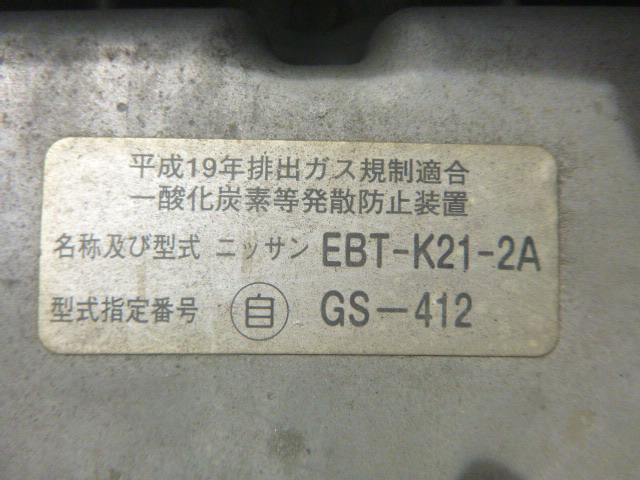 平成19年排出ガス規制適合
一酸化炭素等発散防止装置
名称及び型式 ニッサン EBT-K21-2A
型式指定番号 自 GS-412